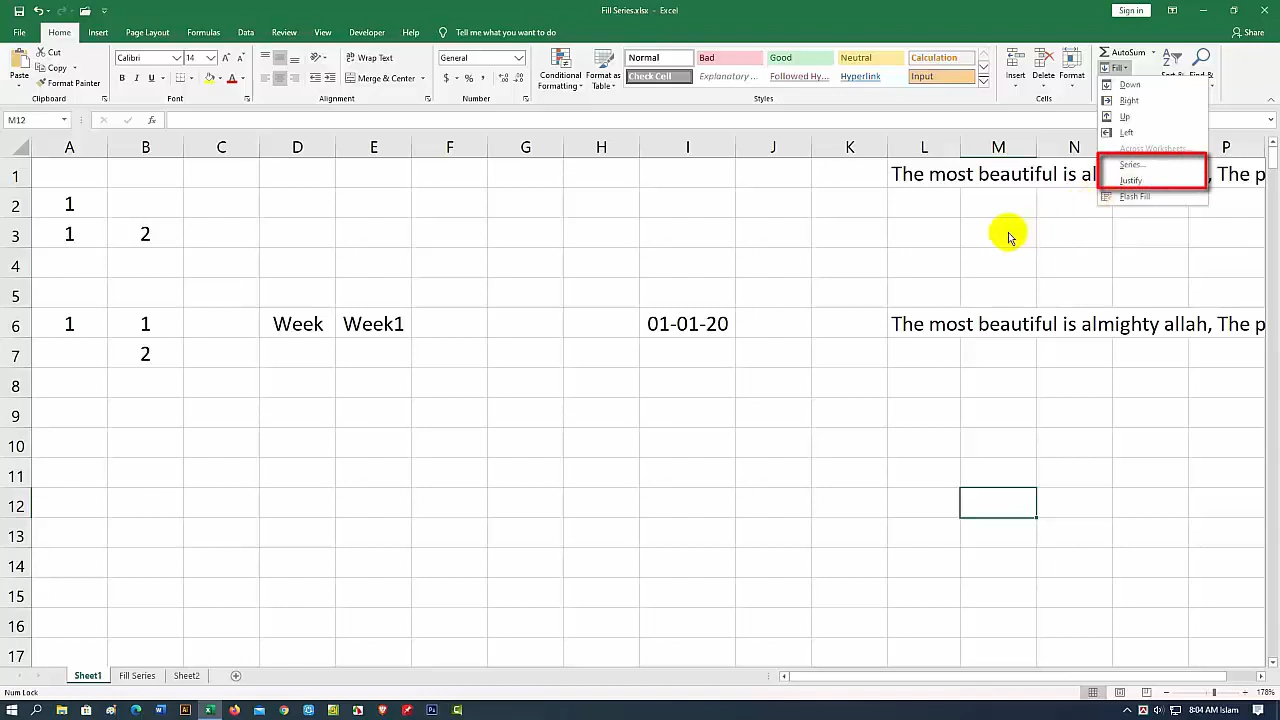 Fill Series.xlsx - Excel
Sign in
File Home Insert Page Layout Formulas Data Review View Developer Help Tell me what you want to do Share
Paste
Cut
Copy
Format Painter
Clipboard
Calibri 14
B I U
Font
Wrap Text
Merge & Center
Alignment
General
$ % ,
Number
Conditional Formatting
Format as Table
Normal Bad Good Neutral Calculation
Check Cell Explanatory ... Followed Hy... Hyperlink Input
Styles
Insert Delete Format
Cells
AutoSum
Fill
Down
Right
Up
Left
Across Worksheets...
Series...
Justify
Flash Fill
M12 fx
A B C D E F G H I J K L M N P
1 The most beautiful is al , The p
2 1
3 1 2
4
5
6 1 1 Week Week1 01-01-20 The most beautiful is almighty allah, The p
7 2
8
9
10
11
12
13
14
15
16
17
Sheet1 Fill Series Sheet2
Num Lock 178%
8:04 AM Islam